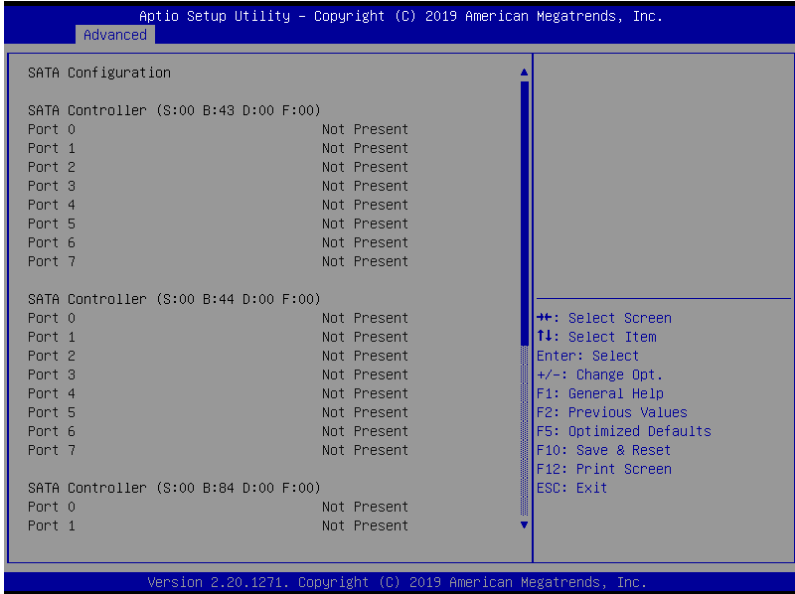 Aptio Setup Utility – Copyright (C) 2019 American Megatrends, Inc.
Advanced
SATA Configuration
SATA Controller (S:00 B:43 D:00 F:00)
Port 0 Not Present
Port 1 Not Present
Port 2 Not Present
Port 3 Not Present
Port 4 Not Present
Port 5 Not Present
Port 6 Not Present
Port 7 Not Present
SATA Controller (S:00 B:44 D:00 F:00)
Port 0 Not Present
Port 1 Not Present
Port 2 Not Present
Port 3 Not Present
Port 4 Not Present
Port 5 Not Present
Port 6 Not Present
Port 7 Not Present
SATA Controller (S:00 B:84 D:00 F:00)
Port 0 Not Present
Port 1 Not Present
→←: Select Screen
↑↓: Select Item
Enter: Select
+/-: Change Opt.
F1: General Help
F2: Previous Values
F5: Optimized Defaults
F10: Save & Reset
F12: Print Screen
ESC: Exit
Version 2.20.1271. Copyright (C) 2019 American Megatrends, Inc.